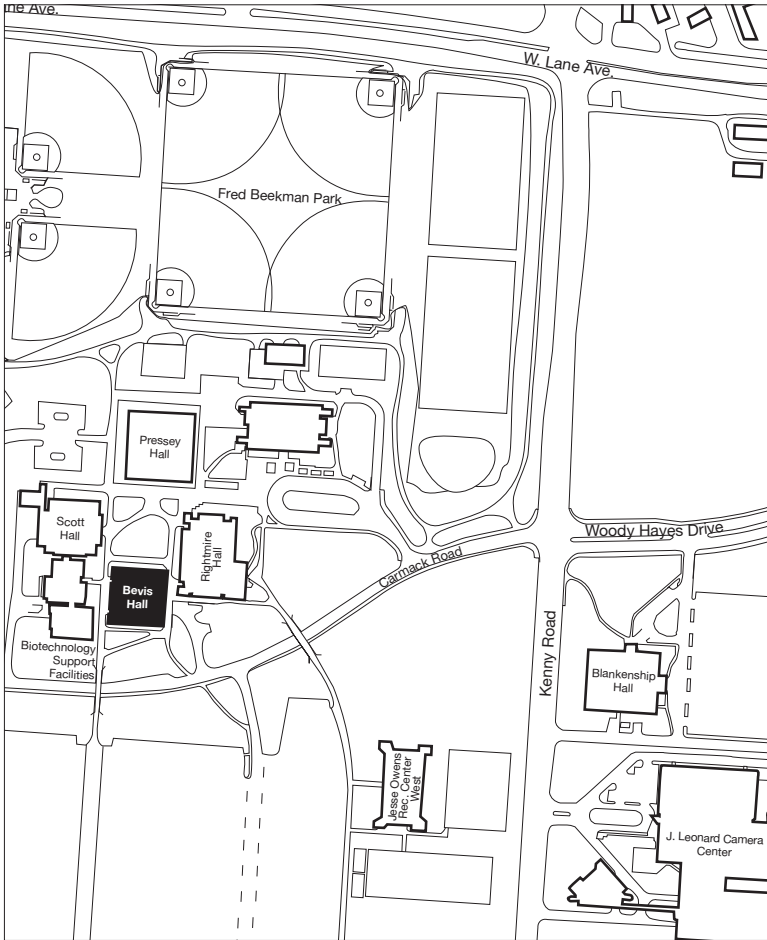 ne Ave.
W. Lane Ave.
Fred Beekman Park
Pressey
Hall
Scott
Hall
Rightmire
Hall
Woody Hayes Drive
Carmack Road
Bevis
Hall
Biotechnology
Support
Facilities
Kenny Road
Blankenship
Hall
Jesse Owens
Rec. Center
West
J. Leonard Camera
Center